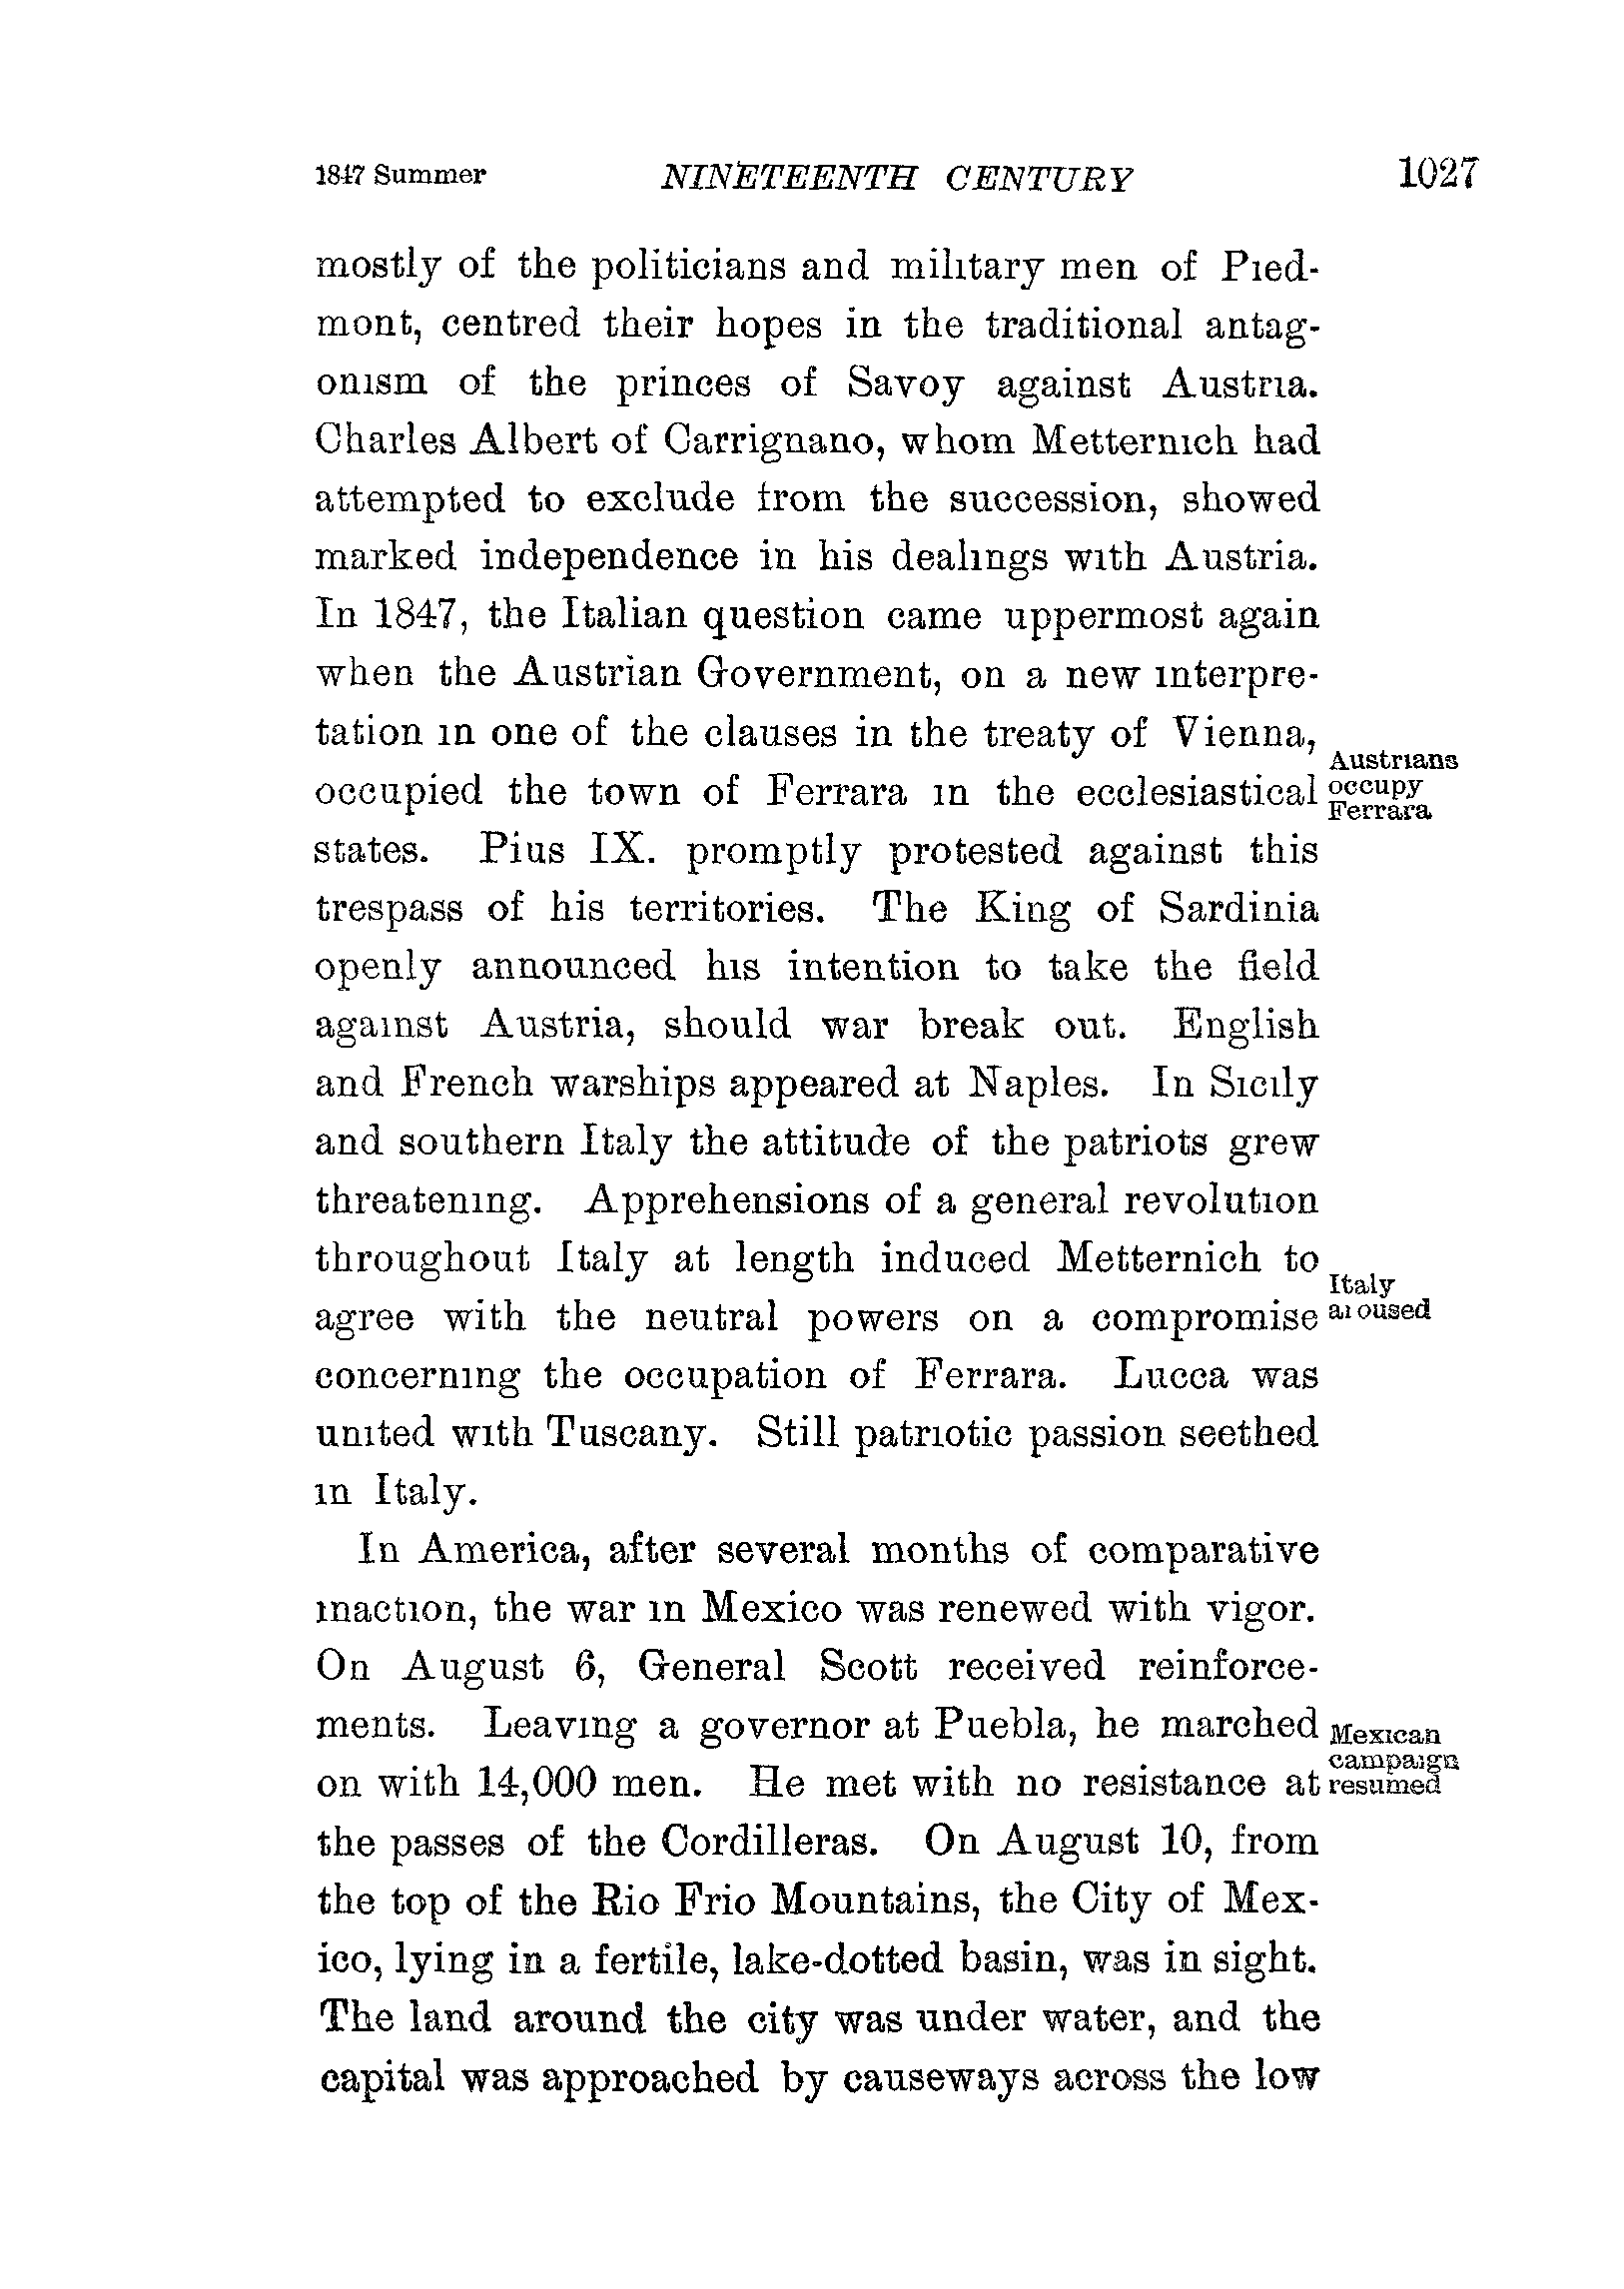 1847 Summer NINETEENTH CENTURY 1027
mostly of the politicians and military men of Pied-
mont, centred their hopes in the traditional antag-
onism of the princes of Savoy against Austria.
Charles Albert of Carrignano, whom Metternich had
attempted to exclude from the succession, showed
marked independence in his dealings with Austria.
In 1847, the Italian question came uppermost again
when the Austrian Government, on a new interpre-
tation in one of the clauses in the treaty of Vienna,
occupied the town of Ferrara in the ecclesiastical
Austrians
occupy
Ferrara
states. Pius IX. promptly protested against this
trespass of his territories. The King of Sardinia
openly announced his intention to take the field
against Austria, should war break out. English
and French warships appeared at Naples. In Sicily
and southern Italy the attitude of the patriots grew
threatening. Apprehensions of a general revolution
throughout Italy at length induced Metternich to
agree with the neutral powers on a compromise
Italy
aroused
concerning the occupation of Ferrara. Lucca was
united with Tuscany. Still patriotic passion seethed
in Italy.
In America, after several months of comparative
inaction, the war in Mexico was renewed with vigor.
On August 6, General Scott received reinforce-
ments. Leaving a governor at Puebla, he marched
on with 14,000 men. He met with no resistance at
Mexican
campaign
resumed
the passes of the Cordilleras. On August 10, from
the top of the Rio Frio Mountains, the City of Mex-
ico, lying in a fertile, lake-dotted basin, was in sight.
The land around the city was under water, and the
capital was approached by causeways across the low